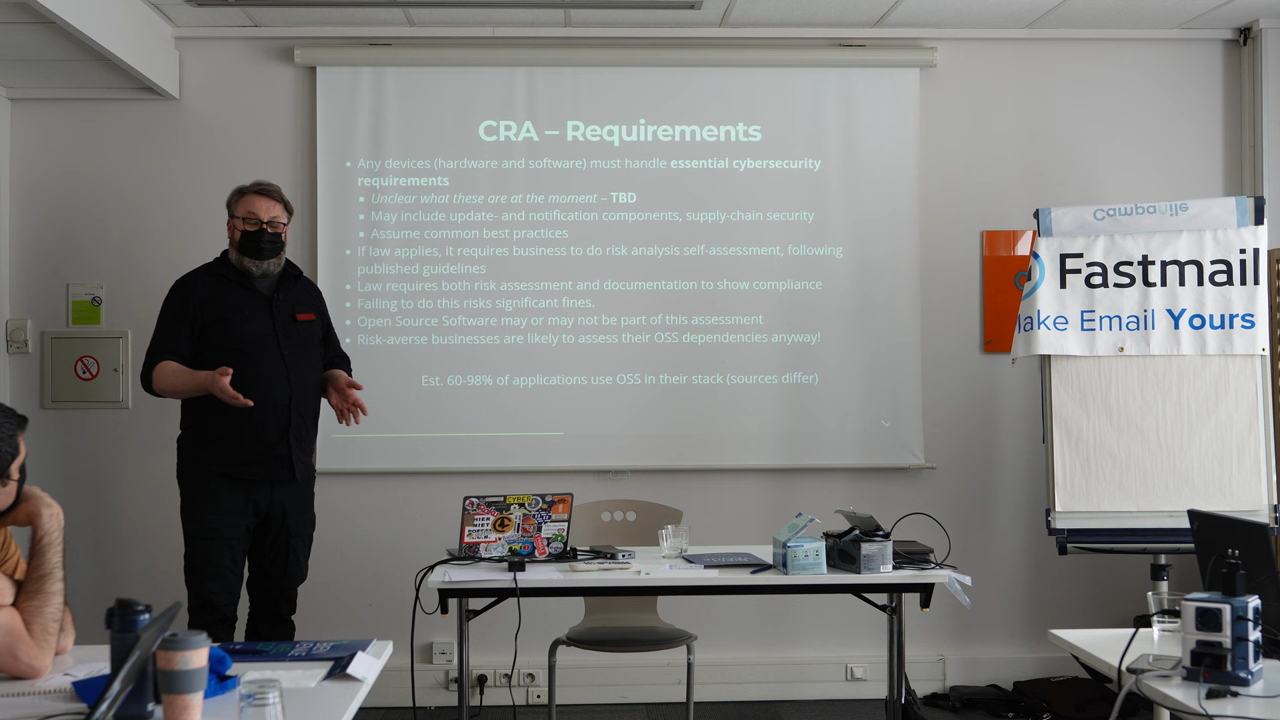 CRA – Requirements
Any devices (hardware and software) must handle essential cybersecurity
requirements
Unclear what these are at the moment – TBD
May include update- and notification components, supply-chain security
Assume common best practices
If law applies, it requires business to do risk analysis self-assessment, following
published guidelines
Law requires both risk assessment and documentation to show compliance
Failing to do this risks significant fines.
Open Source Software may or may not be part of this assessment
Risk-averse businesses are likely to assess their OSS dependencies anyway!
Est. 60-98% of applications use OSS in their stack (sources differ)
Campanile
Fastmail
ake Email Yours
CYBER
HIER
NIET